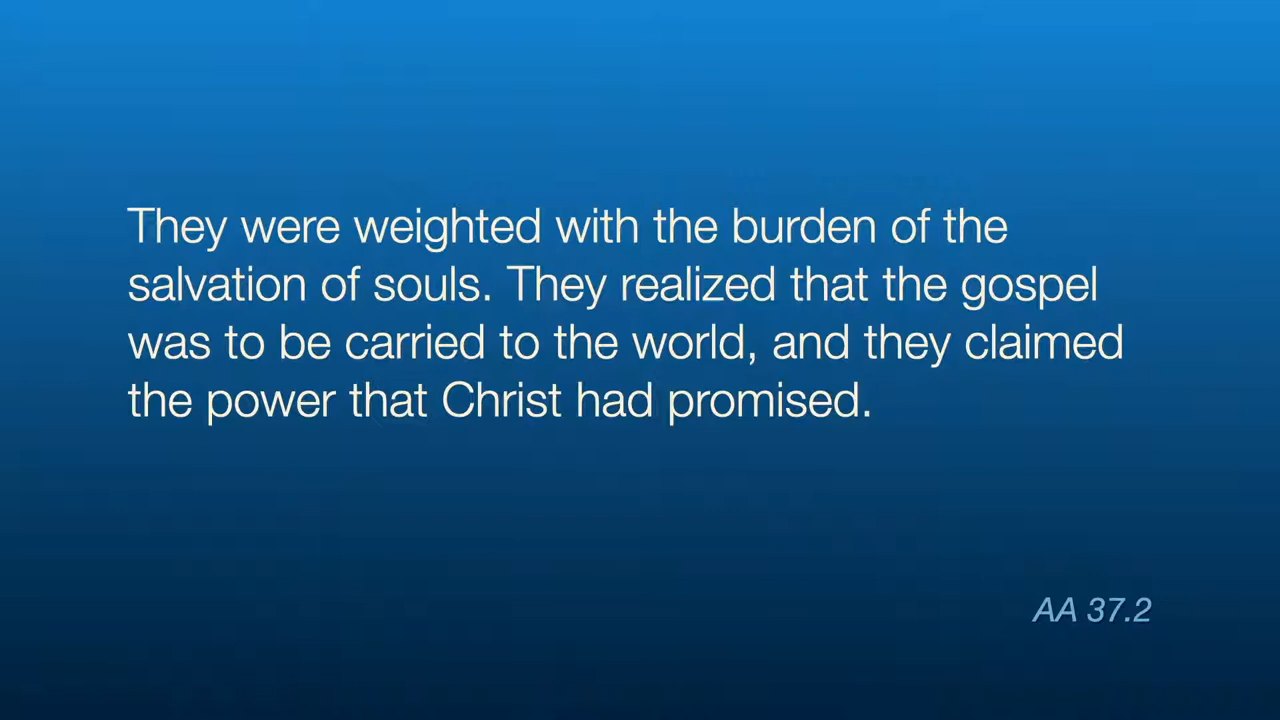 They were weighted with the burden of the
salvation of souls. They realized that the gospel
was to be carried to the world, and they claimed
the power that Christ had promised.
AA 37.2